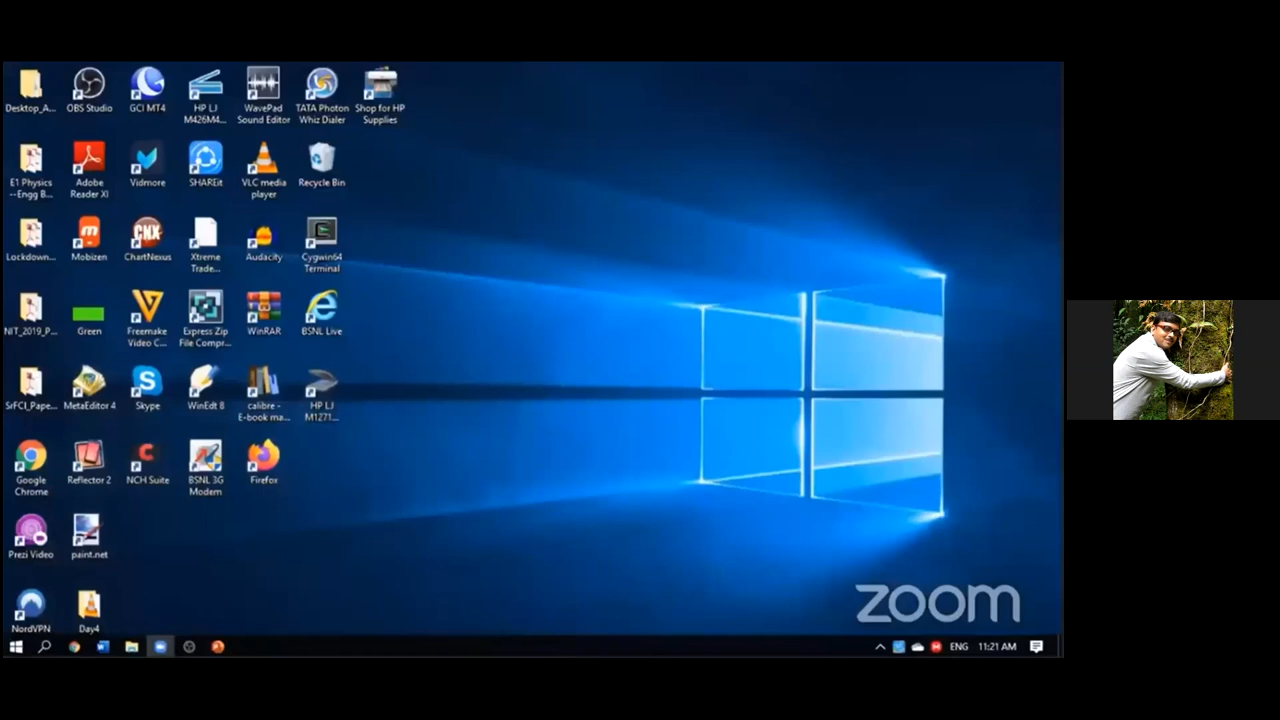 Desktop_A...
OBS Studio
GCI MT4
HP LJ
M426M4...
WavePad
Sound Editor
TATA Photon
Whiz Dialer
Shop for HP
Supplies
E1 Physics
--Engg B...
Adobe
Reader XI
Vidmore
SHAREit
VLC media
player
Recycle Bin
Lockdown...
Mobizen
CNX
ChartNexus
Xtreme
Trade...
Audacity
Cygwin64
Terminal
NIT_2019_P...
Green
Freemake
Video C...
Express Zip
File Compr...
WinRAR
BSNL Live
SrFCI_Pape...
MetaEditor 4
Skype
WinEdt 8
calibre -
E-book ma...
HP LJ
M1271...
Google
Chrome
Reflector 2
NCH Suite
BSNL 3G
Modem
Firefox
Prezi Video
paint.net
NordVPN
Day4
zoom
ENG
11:21 AM